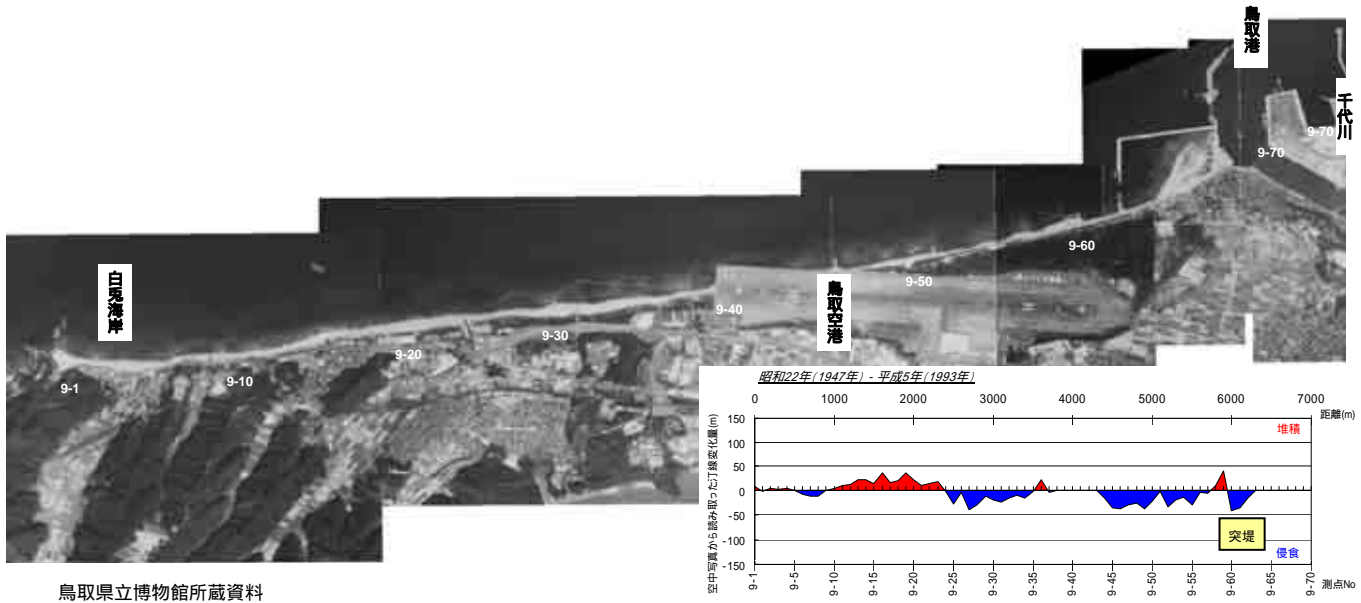 鳥取港
千代川
9-70
9-70
9-60
9-50
白兎海岸
鳥取空港
9-40
9-30
9-20
9-10
9-1
昭和22年(1947年) - 平成5年(1993年)
0 1000 2000 3000 4000 5000 6000 7000
距離(m)
空中写真から読み取った汀線変化量(m)
150
100
50
0
-50
-100
-150
堆積
突堤
侵食
9-1 9-5 9-10 9-15 9-20 9-25 9-30 9-35 9-40 9-45 9-50 9-55 9-60 9-65 9-70
測点No
鳥取県立博物館所蔵資料